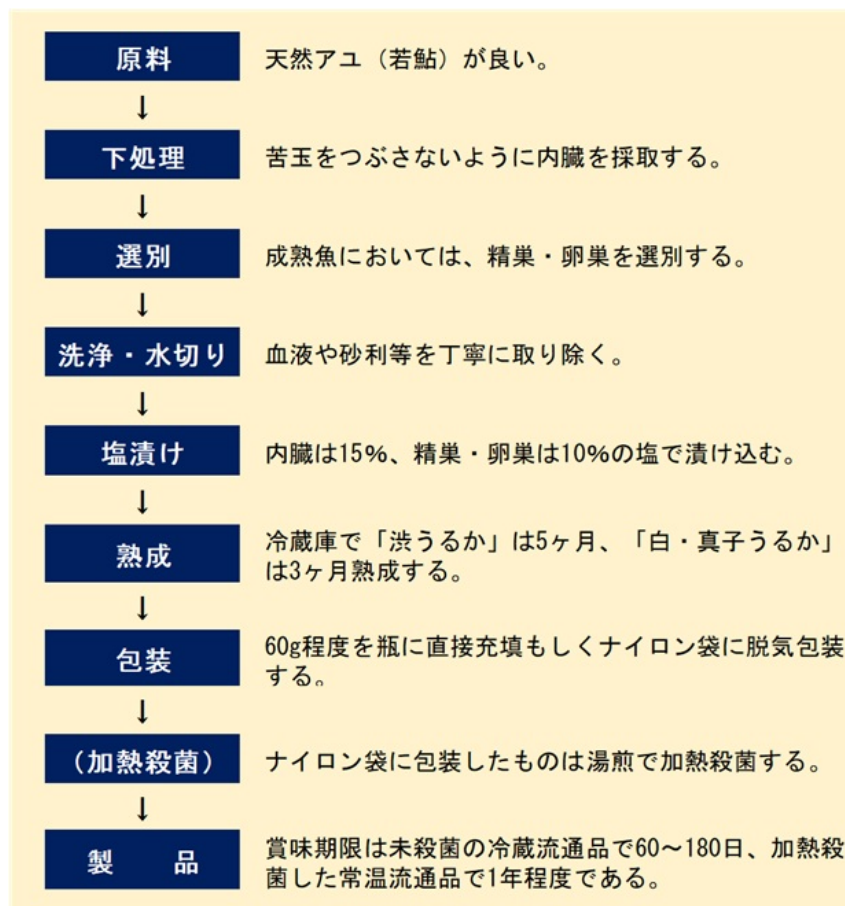 原料
天然アユ（若鮎）が良い。
↓
下処理
苦玉をつぶさないように内臓を採取する。
↓
選別
成熟魚においては、精巣・卵巣を選別する。
↓
洗浄・水切り
血液や砂利等を丁寧に取り除く。
↓
塩漬け
内臓は15%、精巣・卵巣は10%の塩で漬け込む。
↓
熟成
冷蔵庫で「渋うるか」は5ヶ月、「白・真子うるか」
は3ヶ月熟成する。
↓
包装
60g程度を瓶に直接充填もしくナイロン袋に脱気包装
する。
↓
（加熱殺菌）
ナイロン袋に包装したものは湯煎で加熱殺菌する。
↓
製　　品
賞味期限は未殺菌の冷蔵流通品で60～180日、加熱殺
菌した常温流通品で1年程度である。